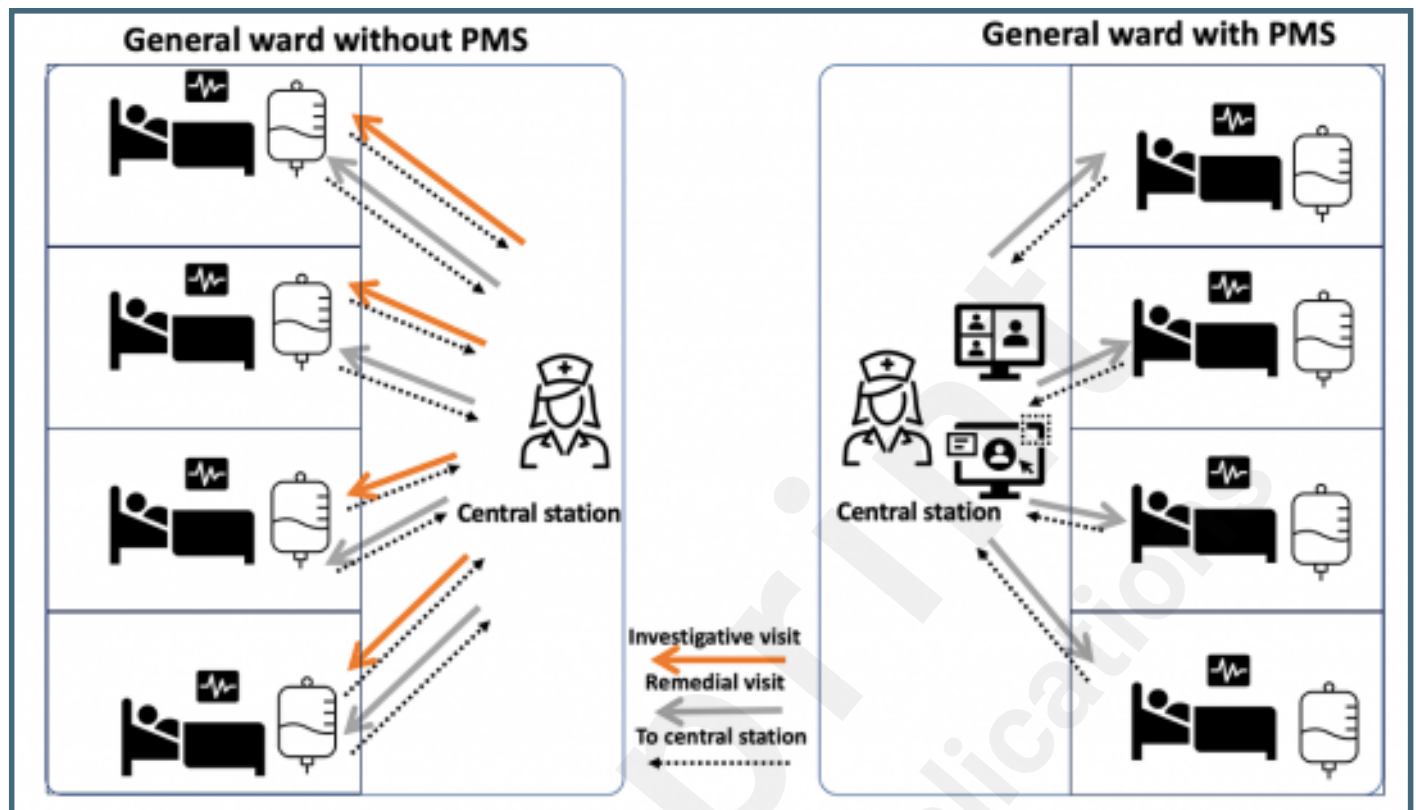 General ward without PMS
General ward with PMS
Central station
Central station
Investigative visit
Remedial visit
To central station